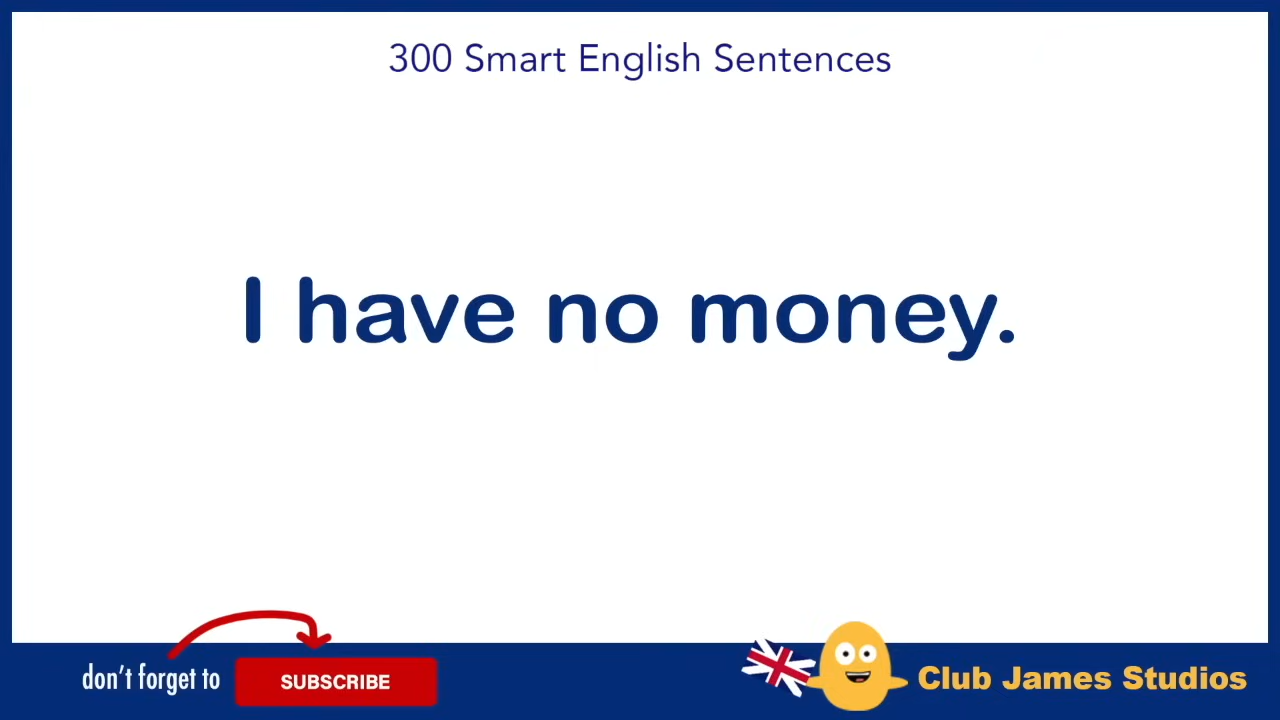 300 Smart English Sentences
I have no money.
don't forget to
SUBSCRIBE
Club James Studios